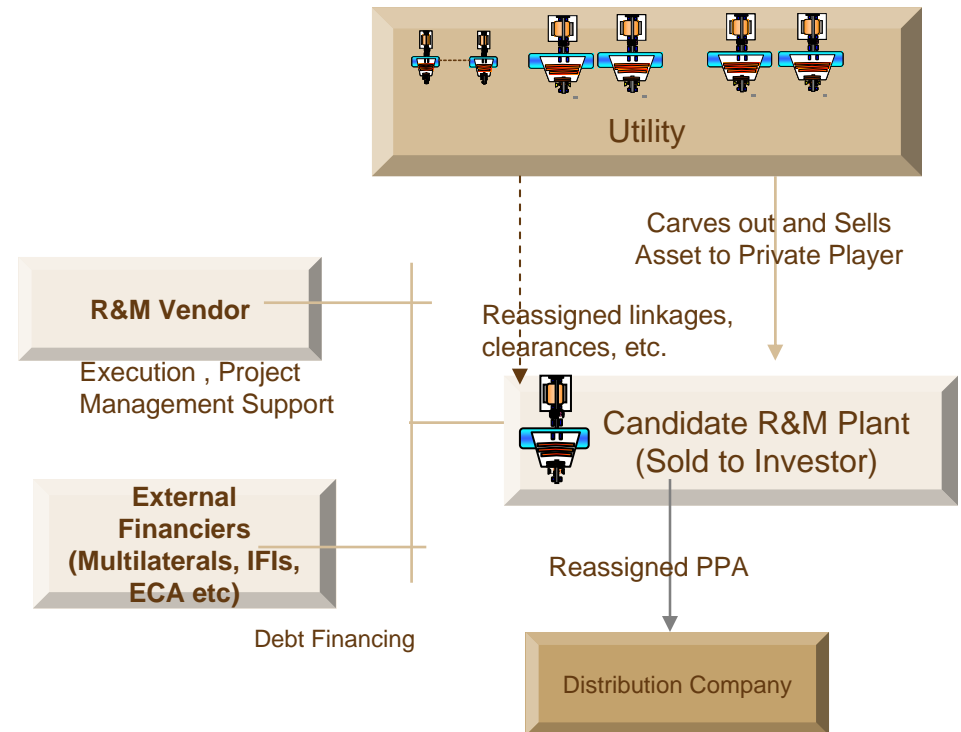 Utility
Carves out and Sells
Asset to Private Player
R&M Vendor
Reassigned linkages,
clearances, etc.
Execution , Project
Management Support
Candidate R&M Plant
(Sold to Investor)
External
Financiers
(Multilaterals, IFIs,
ECA etc)
Reassigned PPA
Debt Financing
Distribution Company